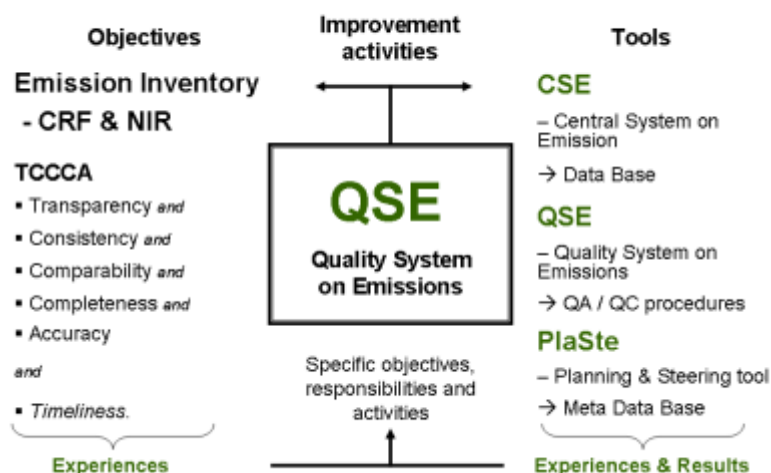 Objectives
Emission Inventory
- CRF & NIR
TCCCA
▪ Transparency and
▪ Consistency and
▪ Comparability and
▪ Completeness and
▪ Accuracy
and
▪ Timeliness.
Experiences
Improvement
activities
QSE
Quality System
on Emissions
Specific objectives,
responsibilities and
activities
Tools
CSE
– Central System on
Emission
→ Data Base
QSE
– Quality System on
Emissions
→ QA / QC procedures
PlaSte
– Planning & Steering tool
→ Meta Data Base
Experiences & Results